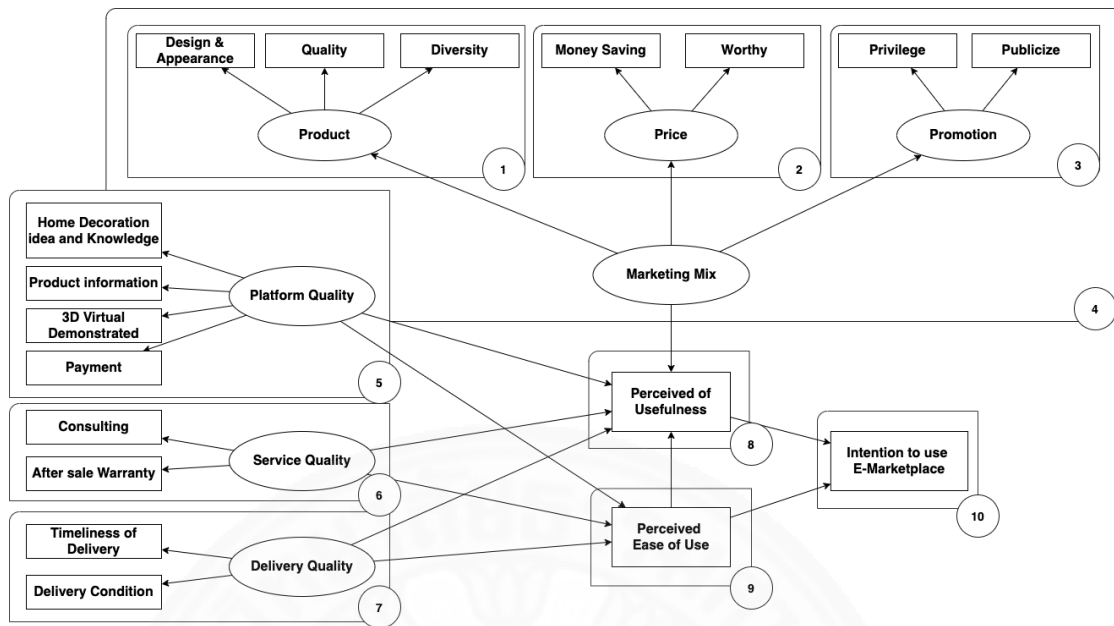 Design &
Appearance
Quality
Diversity
Money Saving
Worthy
Privilege
Publicize
Product
Price
Promotion
1
2
3
Home Decoration
idea and Knowledge
Product information
3D Virtual
Demonstrated
Payment
Platform Quality
Marketing Mix
4
5
Perceived of
Usefulness
8
Consulting
After sale Warranty
Service Quality
6
Intention to use
E-Marketplace
10
Timeliness of
Delivery
Delivery Condition
Delivery Quality
7
Perceived
Ease of Use
9